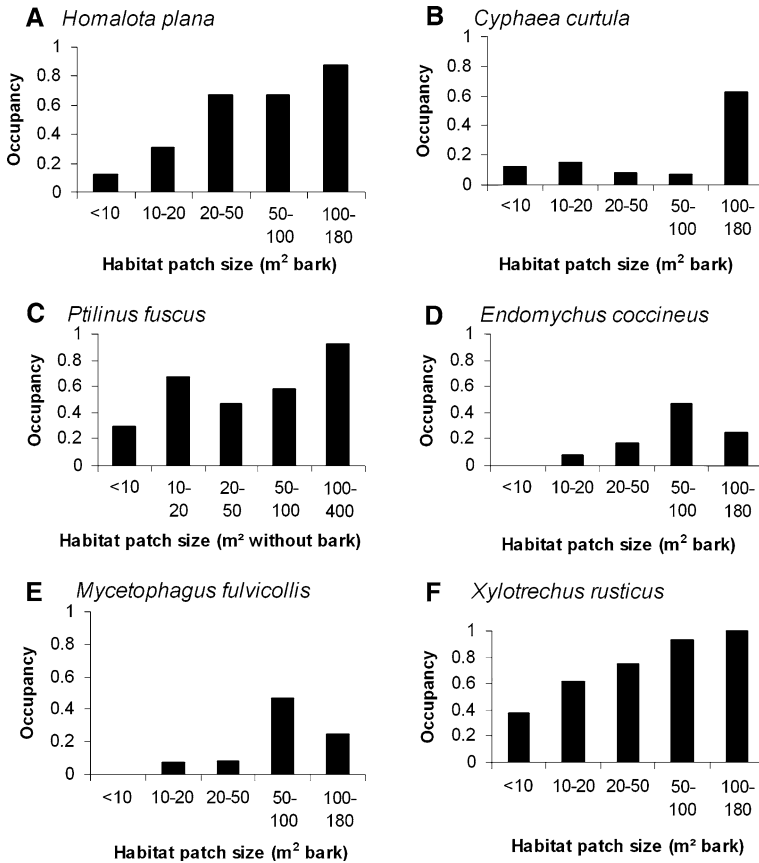 A Homalota plana
Occupancy
1
0.8
0.6
0.4
0.2
0
<10 10-20 20-50 50-100 100-180
Habitat patch size (m² bark)
B Cyphaea curtula
Occupancy
1
0.8
0.6
0.4
0.2
0
<10 10-20 20-50 50-100 100-180
Habitat patch size (m² bark)
C Ptilinus fuscus
Occupancy
1
0.8
0.6
0.4
0.2
0
<10 10-20 20-50 50-100 100-400
Habitat patch size (m² without bark)
D Endomychus coccineus
Occupancy
1
0.8
0.6
0.4
0.2
0
<10 10-20 20-50 50-100 100-180
Habitat patch size (m² bark)
E Mycetophagus fulvicollis
Occupancy
1
0.8
0.6
0.4
0.2
0
<10 10-20 20-50 50-100 100-180
Habitat patch size (m² bark)
F Xylotrechus rusticus
Occupancy
1
0.8
0.6
0.4
0.2
0
<10 10-20 20-50 50-100 100-180
Habitat patch size (m² bark)